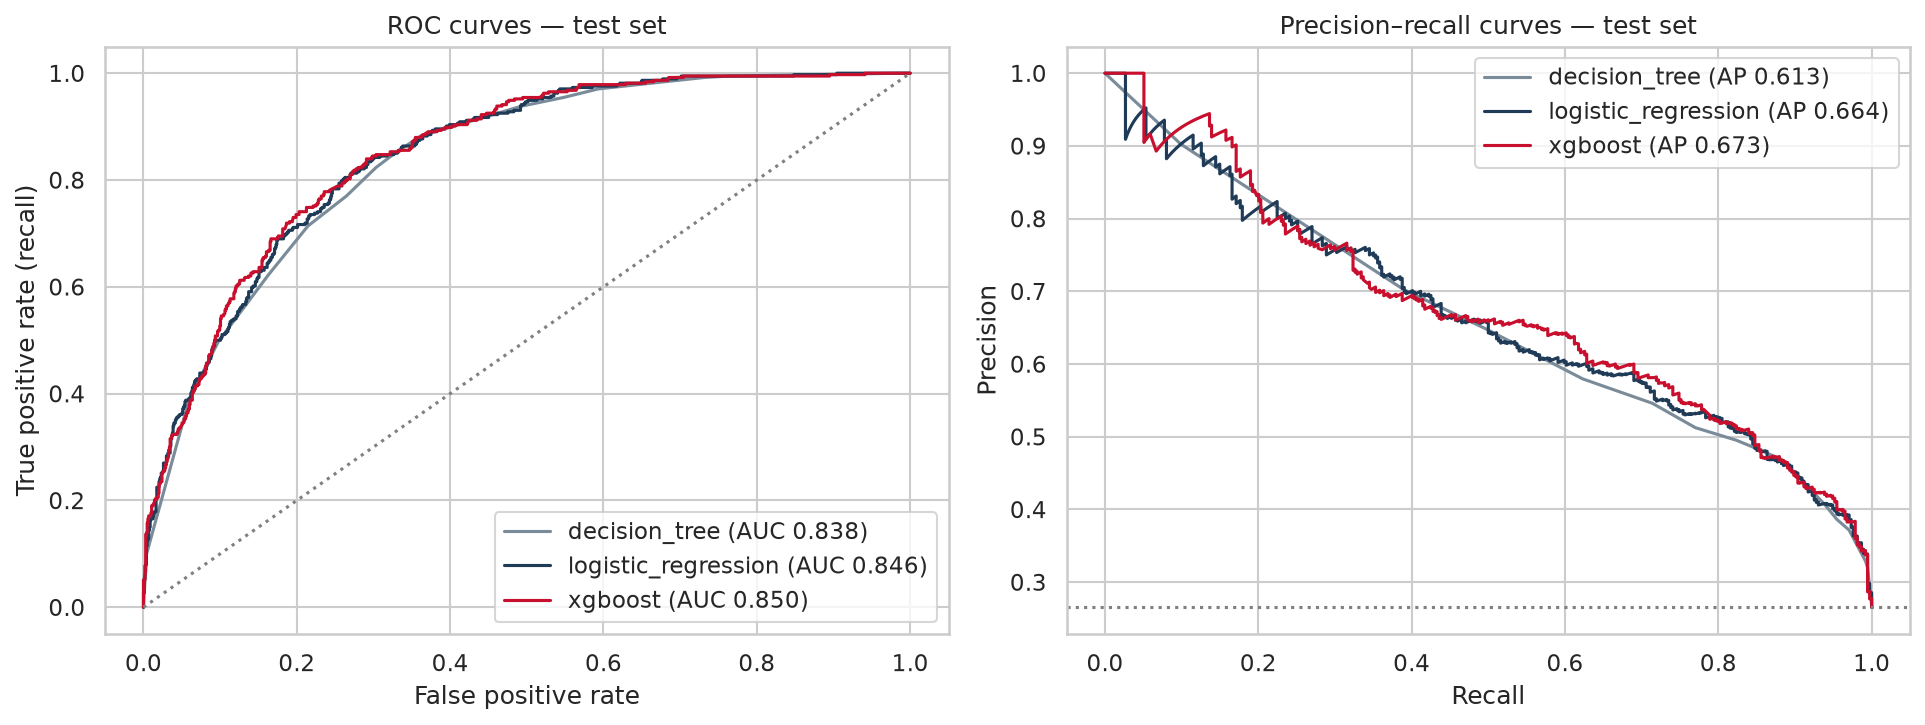 ROC curves — test set
True positive rate (recall)
1.0
0.8
0.6
0.4
0.2
0.0
decision_tree (AUC 0.838)
logistic_regression (AUC 0.846)
xgboost (AUC 0.850)
0.0 0.2 0.4 0.6 0.8 1.0
False positive rate
Precision–recall curves — test set
Precision
1.0
0.9
0.8
0.7
0.6
0.5
0.4
0.3
decision_tree (AP 0.613)
logistic_regression (AP 0.664)
xgboost (AP 0.673)
0.0 0.2 0.4 0.6 0.8 1.0
Recall